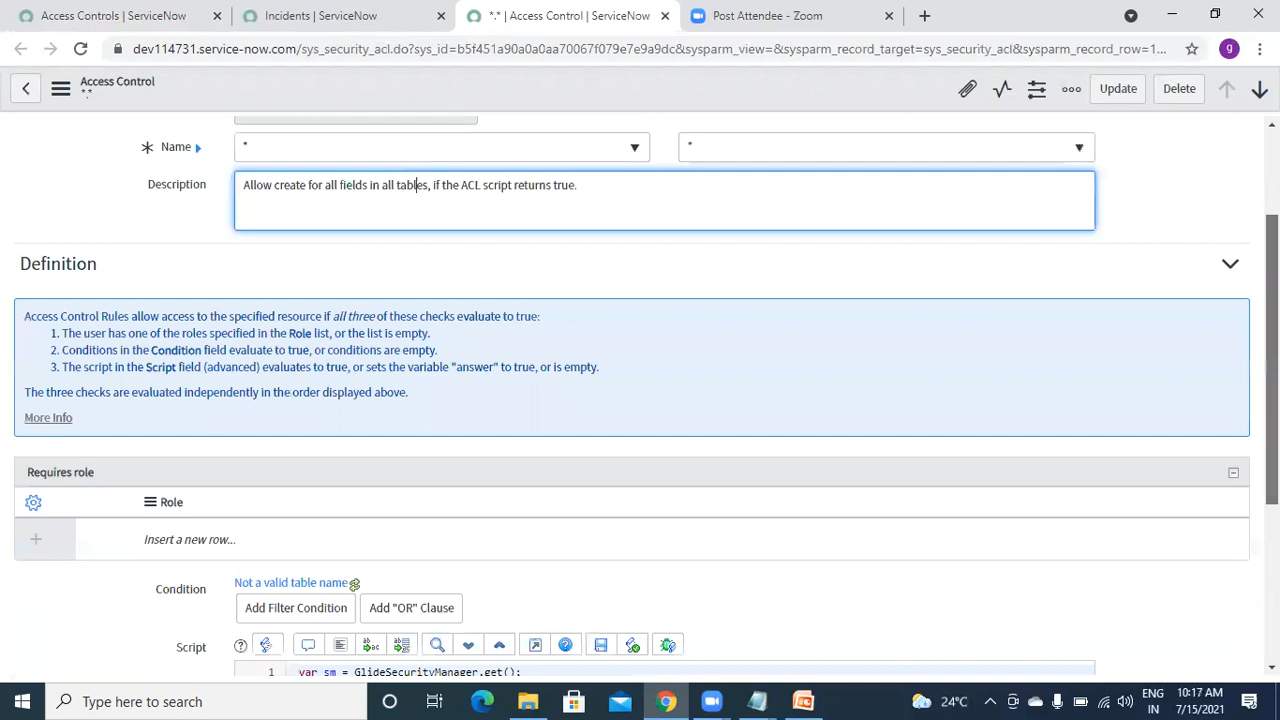 Access Controls | ServiceNow
Incidents | ServiceNow
*.* | Access Control | ServiceNow
Post Attendee - Zoom
dev114731.service-now.com/sys_security_acl.do?sys_id=b5f451a90a0a0aa70067f079e7e9a9dc&sysparm_view=&sysparm_record_target=sys_security_acl&sysparm_record_row=1...
g
Access Control
*.*
Update
Delete
Name
*
*
Description
Allow create for all fields in all tables, if the ACL script returns true.
Definition
Access Control Rules allow access to the specified resource if all three of these checks evaluate to true:
1. The user has one of the roles specified in the Role list, or the list is empty.
2. Conditions in the Condition field evaluate to true, or conditions are empty.
3. The script in the Script field (advanced) evaluates to true, or sets the variable "answer" to true, or is empty.
The three checks are evaluated independently in the order displayed above.
More Info
Requires role
Role
Insert a new row...
Condition
Not a valid table name
Add Filter Condition
Add "OR" Clause
Script
1 var sm = GlideSecurityManager.get();
Type here to search
24°C
ENG
IN
10:17 AM
7/15/2021